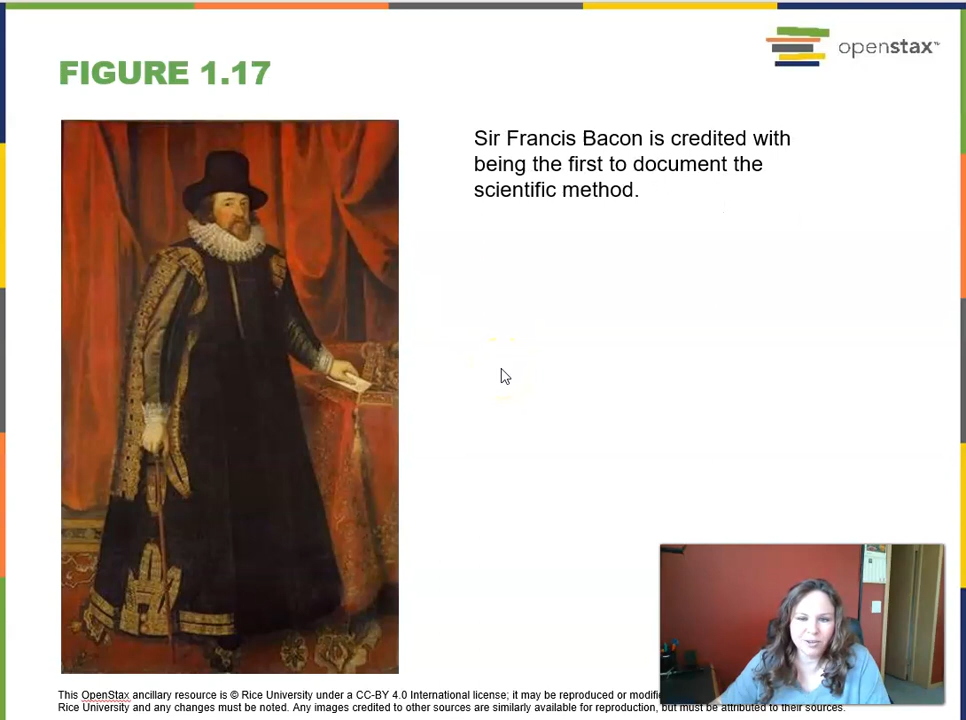 openstax™
FIGURE 1.17
Sir Francis Bacon is credited with
being the first to document the
scientific method.
This OpenStax ancillary resource is © Rice University under a CC-BY 4.0 International license; it may be reproduced or modifi
Rice University and any changes must be noted. Any images credited to other sources are similarly available for reproduction, but must be attributed to their sources.